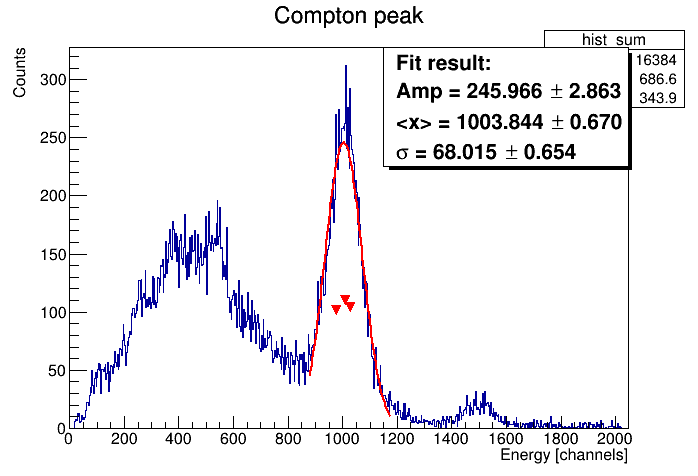 Compton peak
hist_sum
16384
686.6
343.9
Fit result:
Amp = 245.966 ± 2.863
<x> = 1003.844 ± 0.670
σ = 68.015 ± 0.654
Counts
300
250
200
150
100
50
0
0 200 400 600 800 1000 1200 1400 1600 1800 2000
Energy [channels]